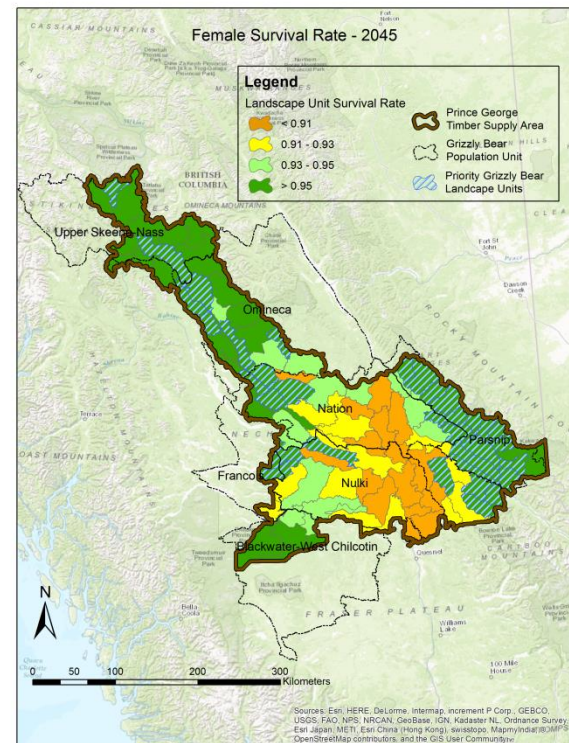 Female Survival Rate - 2045
Legend
Landscape Unit Survival Rate
< 0.91
0.91 - 0.93
0.93 - 0.95
> 0.95
Prince George
Timber Supply Area
Grizzly Bear
Population Unit
Priority Grizzly Bear
Landcape Units
CASSIAR MOUNTAINS
BRITISH
COLUMBIA
OMINECA MOUNTAINS
Fort St
John
Dawson
Creek
Upper Skeena-Nass
Omineca
Terrace
Nation
Parsnip
Francois
Nulki
Blackwater-West Chilcotin
Quesnel
Bella
Coola
FRASER PLATEAU
Williams
Lake
100 Mile
House
N
0 50 100 200 300
Kilometers
Sources: Esri, HERE, DeLorme, Intermap, increment P Corp., GEBCO,
USGS, FAO, NPS, NRCAN, GeoBase, IGN, Kadaster NL, Ordnance Survey,
Esri Japan, METI, Esri China (Hong Kong), swisstopo, MapmyIndia,
OpenStreetMap contributors, and the GIS User Community